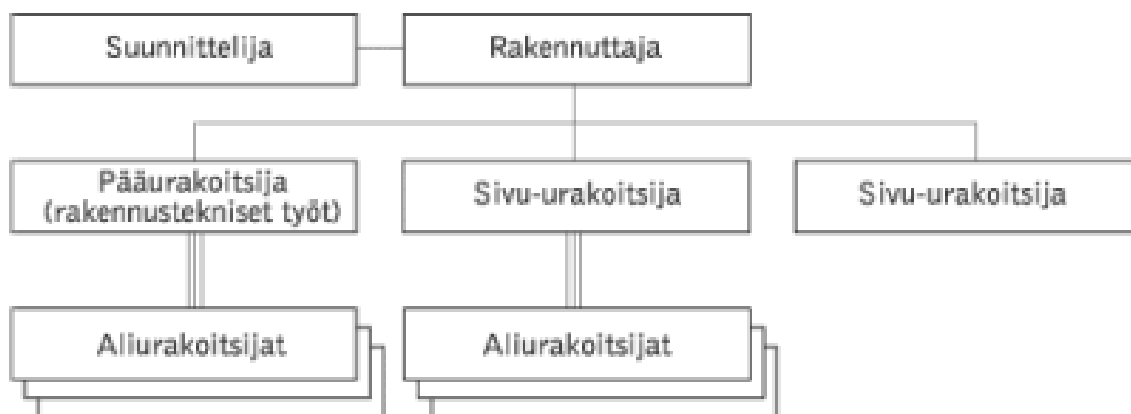 Suunnittelija
Rakennuttaja
Pääurakoitsija
(rakennustekniset työt)
Sivu-urakoitsija
Sivu-urakoitsija
Aliurakoitsijat
Aliurakoitsijat